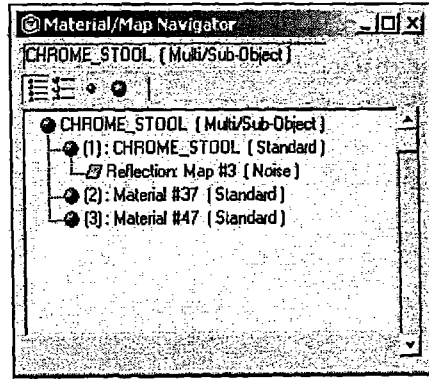 Material/Map Navigator
CHROME_STOOL ( Multi/Sub-Object )
CHROME_STOOL ( Multi/Sub-Object )
(1) : CHROME_STOOL ( Standard )
Reflection: Map #3 ( Noise )
(2) : Material #37 ( Standard )
(3) : Material #47 ( Standard )